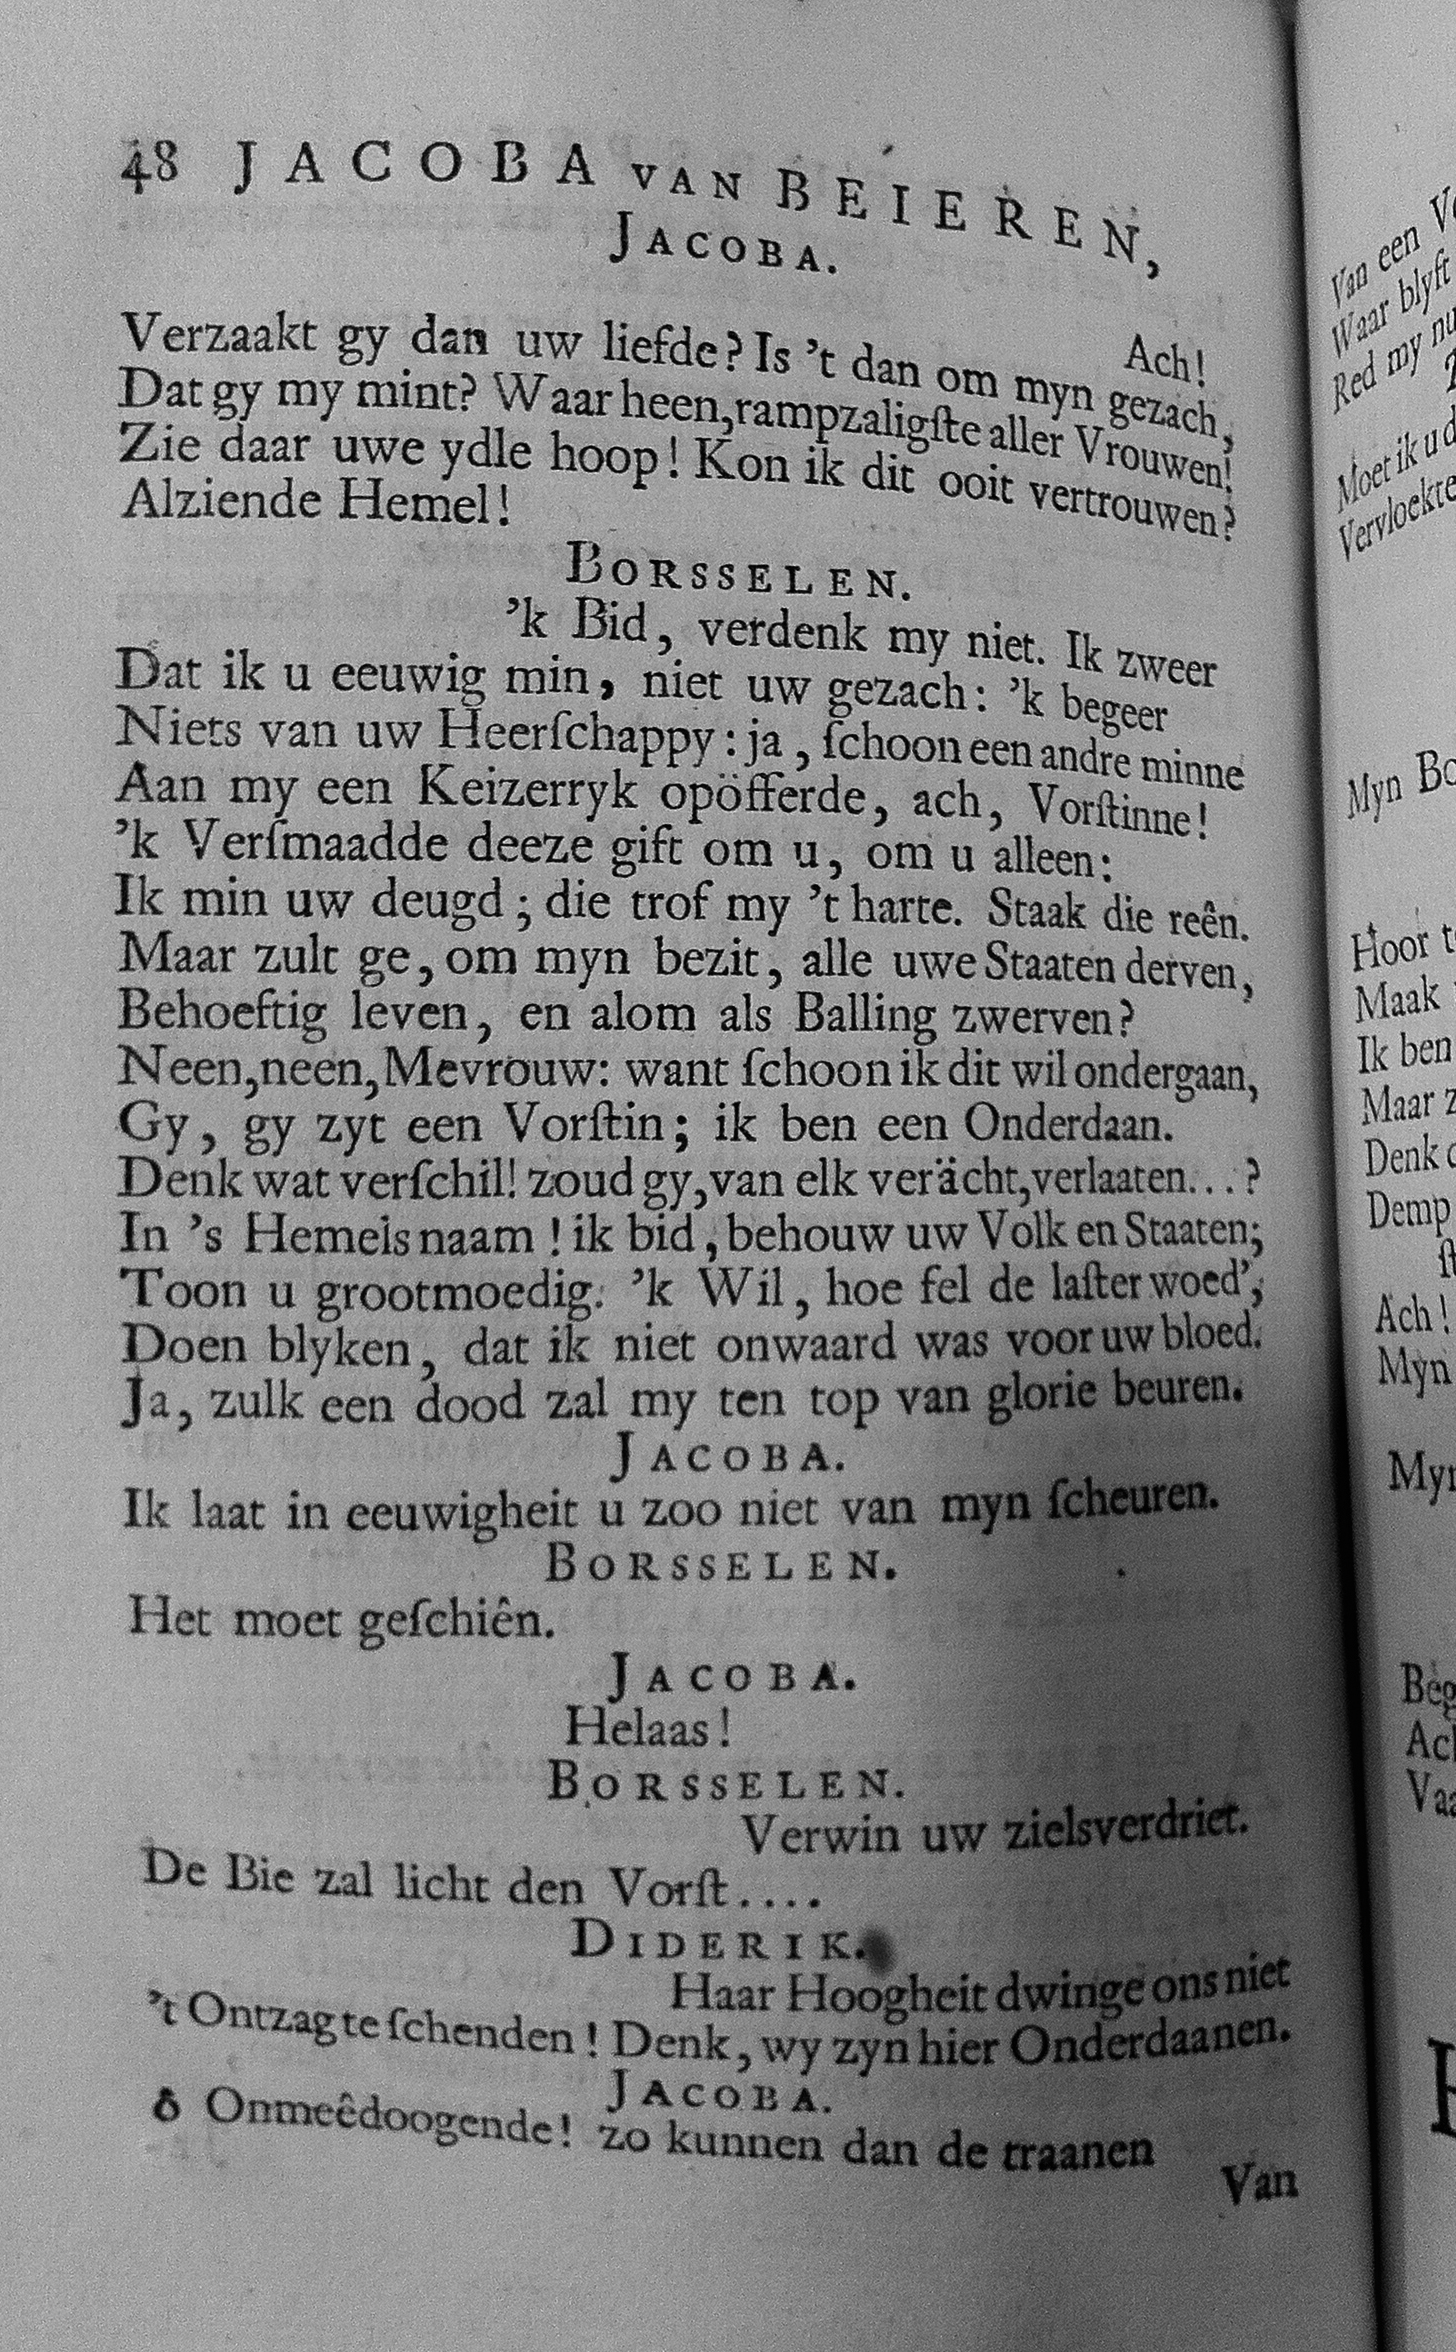 48 JACOBA VAN BEIEREN,
JACOBA.
Ach!
Verzaakt gy dan uw liefde? Is 't dan om myn gezach,
Dat gy my mint? Waar heen, rampzaligſte aller Vrouwen!
Zie daar uwe ydle hoop! Kon ik dit ooit vertrouwen?
Alziende Hemel!
BORSSELEN.
'k Bid, verdenk my niet. Ik zweer
Dat ik u eeuwig min, niet uw gezach: 'k begeer
Niets van uw Heerſchappy: ja, ſchoon een andre minne
Aan my een Keizerryk opöfferde, ach, Vorſtinne!
'k Verſmaadde deeze gift om u, om u alleen:
Ik min uw deugd; die trof my 't harte. Staak die reên.
Maar zult ge, om myn bezit, alle uwe Staaten derven,
Behoeftig leven, en alom als Balling zwerven?
Neen, neen, Mevrouw: want ſchoon ik dit wil ondergaan,
Gy, gy zyt een Vorſtin; ik ben een Onderdaan.
Denk wat verſchil! zoud gy, van elk verächt, verlaaten...?
In 's Hemels naam! ik bid, behouw uw Volk en Staaten;
Toon u grootmoedig. 'k Wil, hoe fel de laſter woed',
Doen blyken, dat ik niet onwaard was voor uw bloed.
Ja, zulk een dood zal my ten top van glorie beuren.
JACOBA.
Ik laat in eeuwigheit u zoo niet van myn ſcheuren.
BORSSELEN.
Het moet geſchiên.
JACOBA.
Helaas!
BORSSELEN.
Verwin uw zielsverdriet.
De Bie zal licht den Vorſt....
DIDERIK.
Haar Hoogheit dwinge ons niet
't Ontzag te ſchenden! Denk, wy zyn hier Onderdaanen.
JACOBA.
ô Onmeêdoogende! zo kunnen dan de traanen
Van
Van een
Waar blyft
Red my
Moet ik u
Vervloekte
Myn
Hoor
Maak
Ik ben
Maar
Denk
Demp
Ach!
Myn